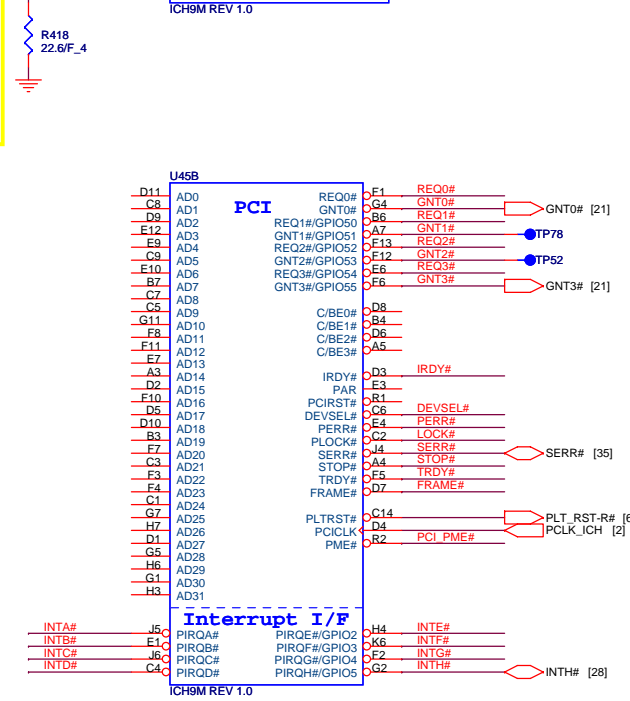 ICH9M REV 1.0
R418
22.6/F_4
U45B
PCI
D11 AD0 REQ0# F1 REQ0#
C8 AD1 GNT0# G4 GNT0# GNT0# [21]
D9 AD2 REQ1#/GPIO50 B6 REQ1#
E12 AD3 GNT1#/GPIO51 A7 GNT1# TP78
E9 AD4 REQ2#/GPIO52 F13 REQ2#
C9 AD5 GNT2#/GPIO53 F12 GNT2# TP52
E10 AD6 REQ3#/GPIO54 E6 REQ3#
B7 AD7 GNT3#/GPIO55 F6 GNT3# GNT3# [21]
C7 AD8
C5 AD9 C/BE0# D8
G11 AD10 C/BE1# B4
F8 AD11 C/BE2# D6
F11 AD12 C/BE3# A5
E7 AD13
A3 AD14 IRDY# D3 IRDY#
D2 AD15 PAR E3
F10 AD16 PCIRST# R1
D5 AD17 DEVSEL# C6 DEVSEL#
D10 AD18 PERR# E4 PERR#
B3 AD19 PLOCK# C2 LOCK#
F7 AD20 SERR# J4 SERR# SERR# [35]
C3 AD21 STOP# A4 STOP#
F3 AD22 TRDY# F5 TRDY#
F4 AD23 FRAME# D7 FRAME#
C1 AD24
G7 AD25 PLTRST# C14 PLT_RST-R# [6
H7 AD26 PCICLK D4 PCLK_ICH [2]
D1 AD27 PME# R2 PCI_PME#
G5 AD28
H6 AD29
G1 AD30
H3 AD31
Interrupt I/F
INTA# J5 PIRQA# PIRQE#/GPIO2 H4 INTE#
INTB# E1 PIRQB# PIRQF#/GPIO3 K6 INTF#
INTC# J6 PIRQC# PIRQG#/GPIO4 F2 INTG#
INTD# C4 PIRQD# PIRQH#/GPIO5 G2 INTH# INTH# [28]
ICH9M REV 1.0